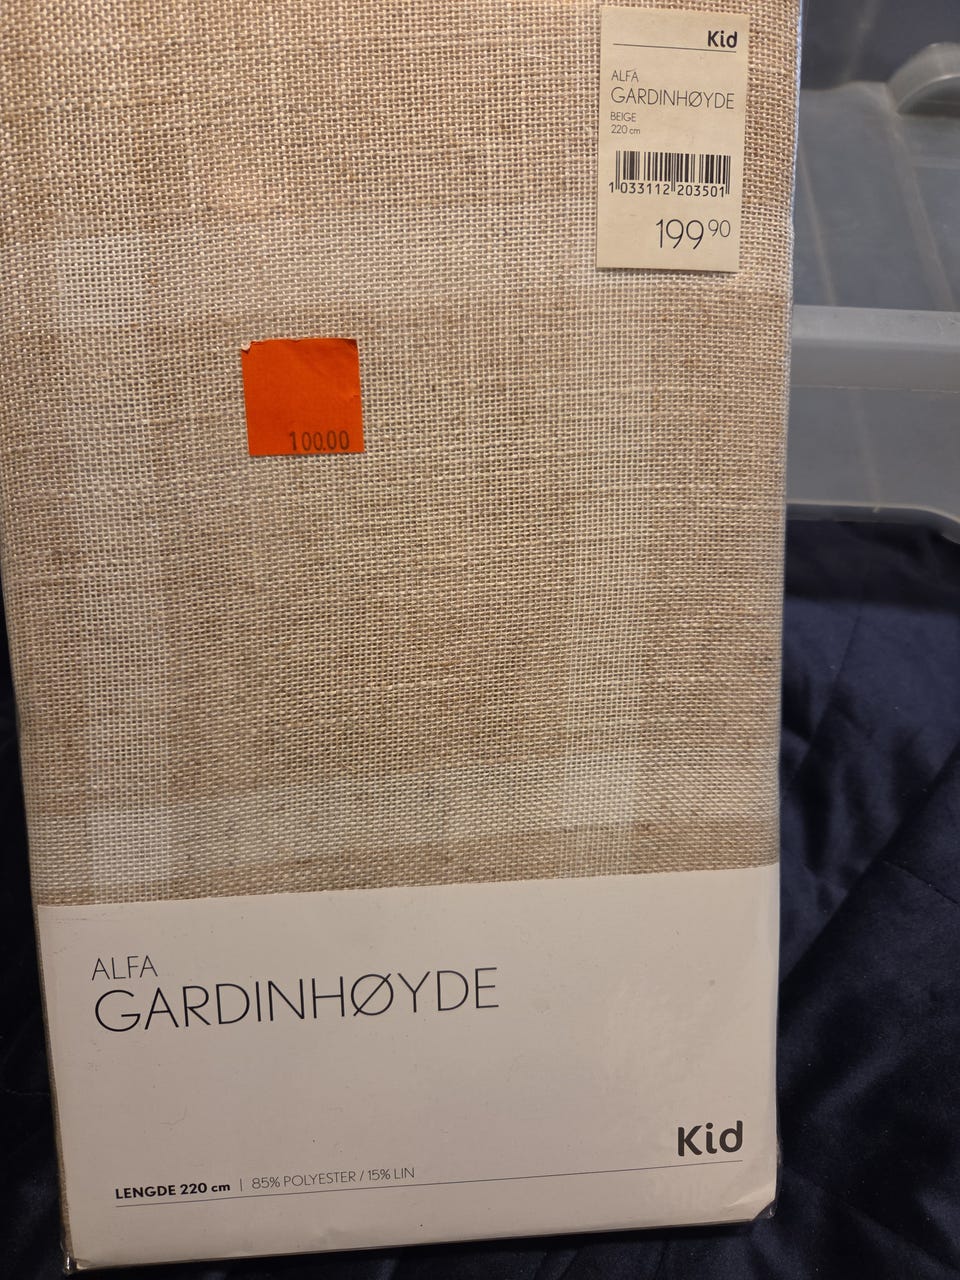 Kid
ALFA
GARDINHØYDE
BEIGE
220 cm
1 033112 203501
199 90
100.00
ALFA
GARDINHØYDE
Kid
LENGDE 220 cm | 85% POLYESTER / 15% LIN